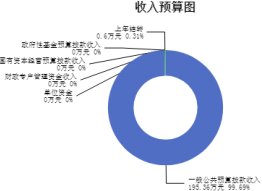 收入预算图
上年结转
0.6万元 0.31%
政府性基金预算拨款收入
0万元 0%
国有资本经营预算拨款收入
0万元 0%
财政专户管理资金收入
0万元 0%
单位资金
0万元 0%
一般公共预算拨款收入
195.36万元 99.69%